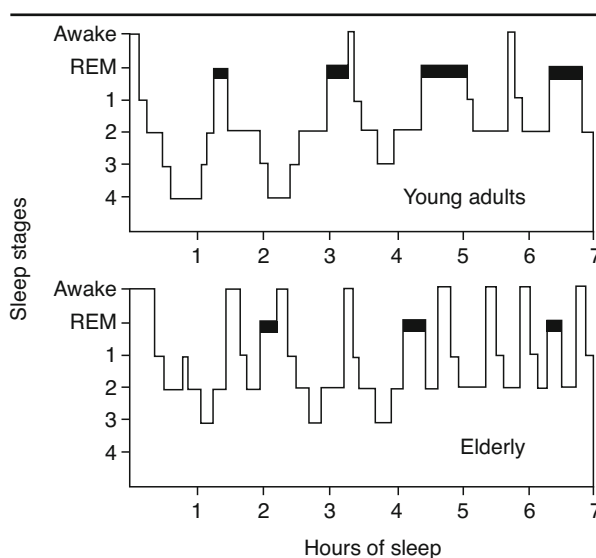 Awake
REM
1
2
3
4
Young adults
1 2 3 4 5 6 7
Sleep stages
Awake
REM
1
2
3
4
Elderly
1 2 3 4 5 6 7
Hours of sleep